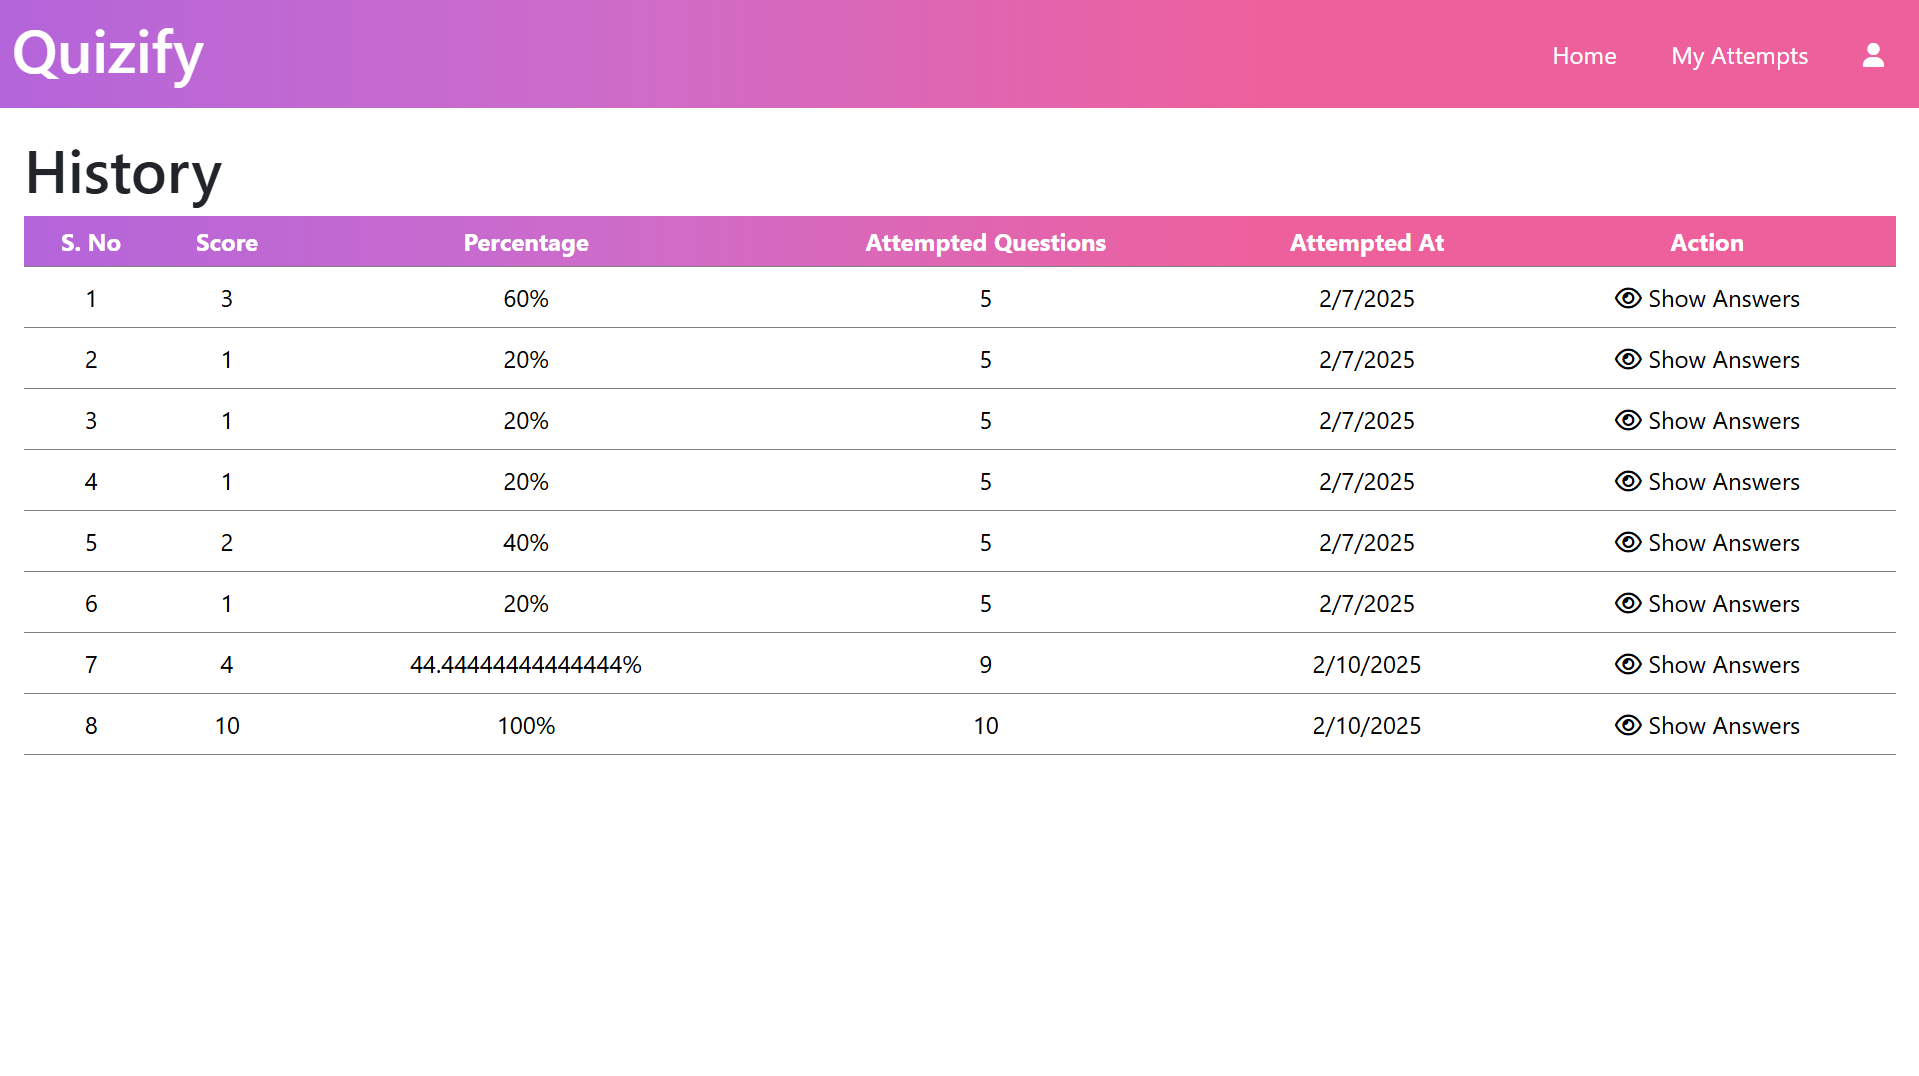 Quizify
Home My Attempts
History
S. No Score Percentage Attempted Questions Attempted At Action
1 3 60% 5 2/7/2025 Show Answers
2 1 20% 5 2/7/2025 Show Answers
3 1 20% 5 2/7/2025 Show Answers
4 1 20% 5 2/7/2025 Show Answers
5 2 40% 5 2/7/2025 Show Answers
6 1 20% 5 2/7/2025 Show Answers
7 4 44.44444444444444% 9 2/10/2025 Show Answers
8 10 100% 10 2/10/2025 Show Answers